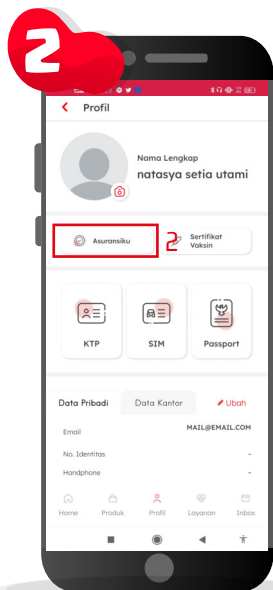 2
Profil
Nama Lengkap
natasya setia utami
Asuransiku
2
Sertifikat
Vaksin
KTP
SIM
Passport
Data Pribadi
Data Kantor
Ubah
Email
MAIL@EMAIL.COM
No. Identitas
-
Handphone
-
Home
Produk
Profil
Layanan
Inbox